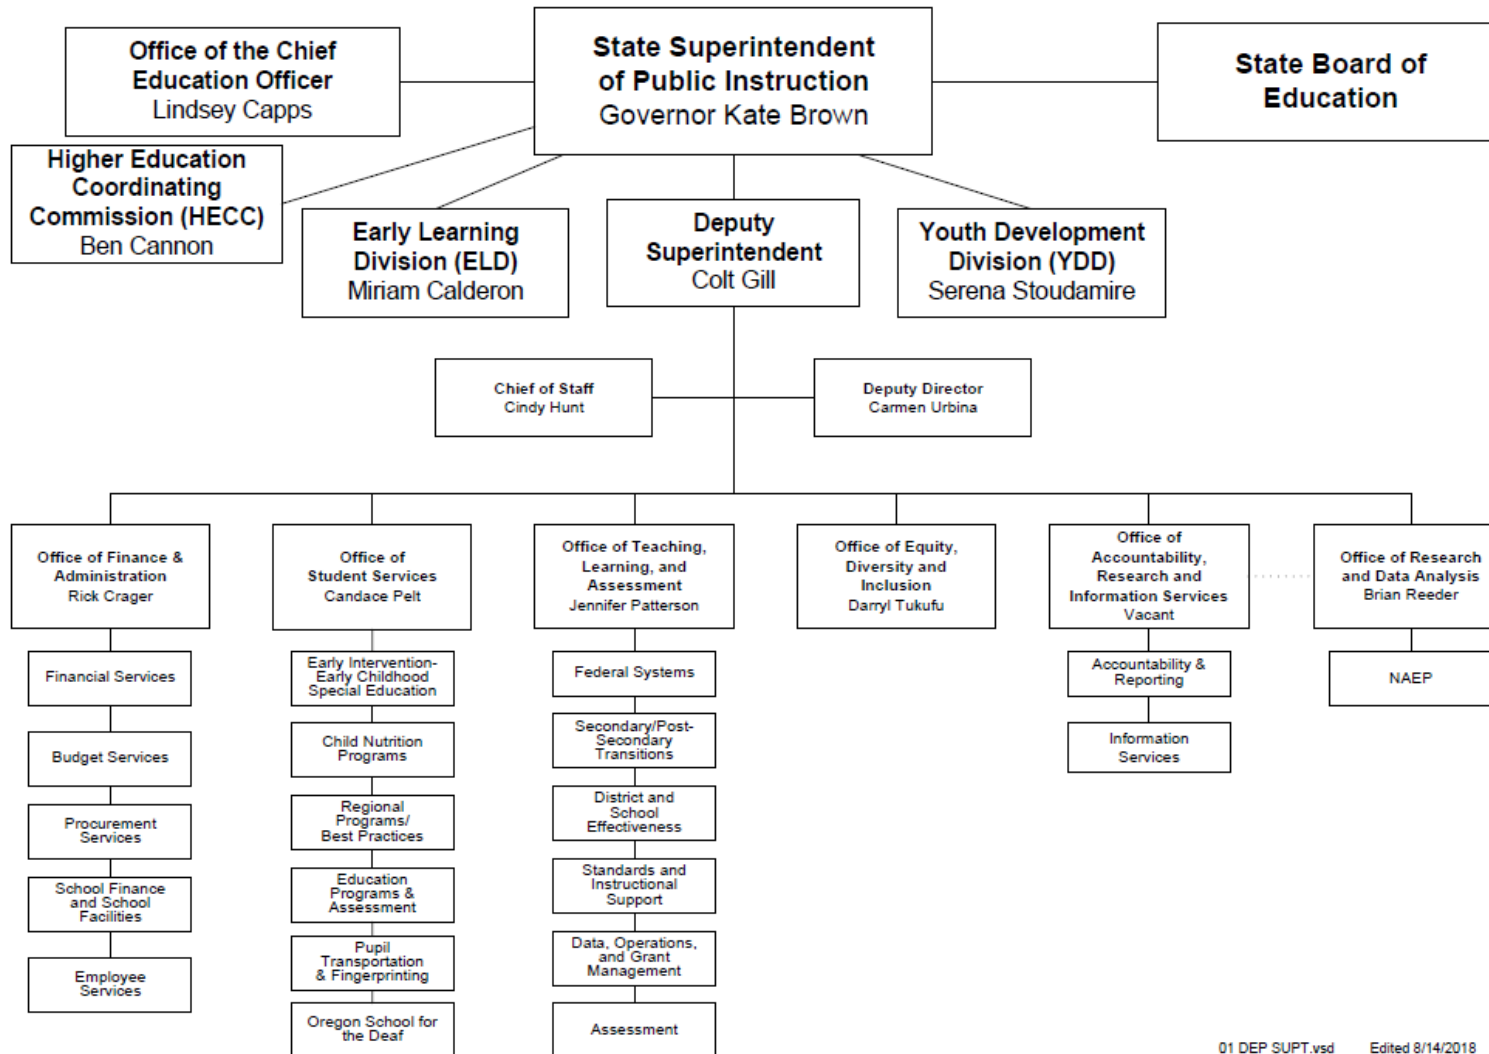 Office of the Chief
Education Officer
Lindsey Capps
State Superintendent
of Public Instruction
Governor Kate Brown
State Board of
Education
Higher Education
Coordinating
Commission (HECC)
Ben Cannon
Early Learning
Division (ELD)
Miriam Calderon
Deputy
Superintendent
Colt Gill
Youth Development
Division (YDD)
Serena Stoudamire
Chief of Staff
Cindy Hunt
Deputy Director
Carmen Urbina
Office of Finance &
Administration
Rick Crager
Office of
Student Services
Candace Pelt
Office of Teaching,
Learning, and
Assessment
Jennifer Patterson
Office of Equity,
Diversity and
Inclusion
Darryl Tukufu
Office of
Accountability,
Research and
Information Services
Vacant
Office of Research
and Data Analysis
Brian Reeder
Financial Services
Budget Services
Procurement
Services
School Finance
and School
Facilities
Employee
Services
Early Intervention-
Early Childhood
Special Education
Child Nutrition
Programs
Regional
Programs/
Best Practices
Education
Programs &
Assessment
Pupil
Transportation
& Fingerprinting
Oregon School for
the Deaf
Federal Systems
Secondary/Post-
Secondary
Transitions
District and
School
Effectiveness
Standards and
Instructional
Support
Data, Operations,
and Grant
Management
Assessment
Accountability &
Reporting
Information
Services
NAEP
01 DEP SUPT.vsd Edited 8/14/2018